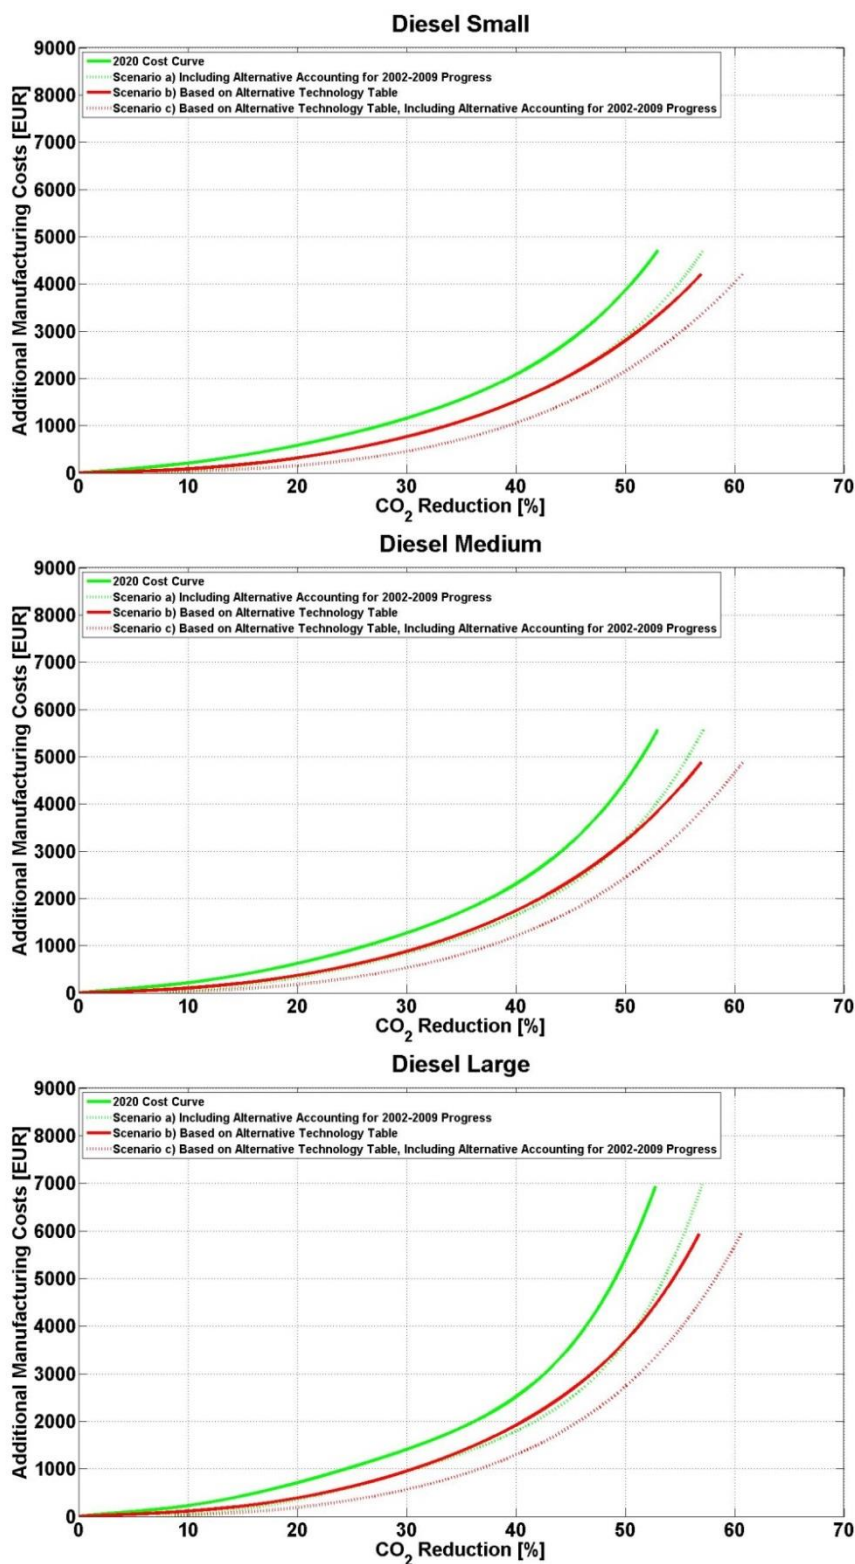 Diesel Small
9000
8000
7000
6000
5000
4000
3000
2000
1000
0
Additional Manufacturing Costs [EUR]
2020 Cost Curve
Scenario a) Including Alternative Accounting for 2002-2009 Progress
Scenario b) Based on Alternative Technology Table
Scenario c) Based on Alternative Technology Table, Including Alternative Accounting for 2002-2009 Progress
0 10 20 30 40 50 60 70
CO2 Reduction [%]
Diesel Medium
9000
8000
7000
6000
5000
4000
3000
2000
1000
0
Additional Manufacturing Costs [EUR]
2020 Cost Curve
Scenario a) Including Alternative Accounting for 2002-2009 Progress
Scenario b) Based on Alternative Technology Table
Scenario c) Based on Alternative Technology Table, Including Alternative Accounting for 2002-2009 Progress
0 10 20 30 40 50 60 70
CO2 Reduction [%]
Diesel Large
9000
8000
7000
6000
5000
4000
3000
2000
1000
0
Additional Manufacturing Costs [EUR]
2020 Cost Curve
Scenario a) Including Alternative Accounting for 2002-2009 Progress
Scenario b) Based on Alternative Technology Table
Scenario c) Based on Alternative Technology Table, Including Alternative Accounting for 2002-2009 Progress
0 10 20 30 40 50 60 70
CO2 Reduction [%]